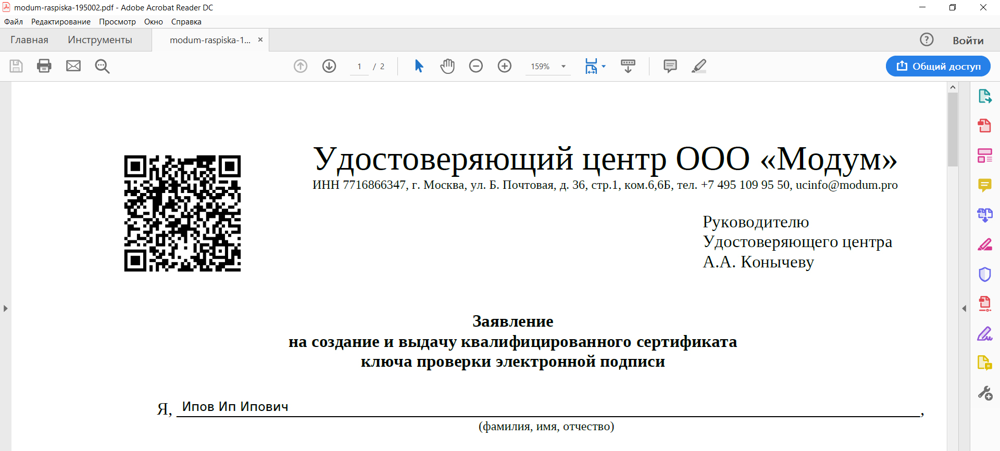 modum-raspiska-195002.pdf - Adobe Acrobat Reader DC
Файл Редактирование Просмотр Окно Справка
Главная Инструменты modum-raspiska-1... Войти
1 / 2 159% Общий доступ
Удостоверяющий центр ООО «Модум»
ИНН 7716866347, г. Москва, ул. Б. Почтовая, д. 36, стр.1, ком.6,6Б, тел. +7 495 109 95 50, ucinfo@modum.pro
Руководителю
Удостоверяющего центра
А.А. Конычеву
Заявление
на создание и выдачу квалифицированного сертификата
ключа проверки электронной подписи
Я, Ипов Ип Ипович,
(фамилия, имя, отчество)